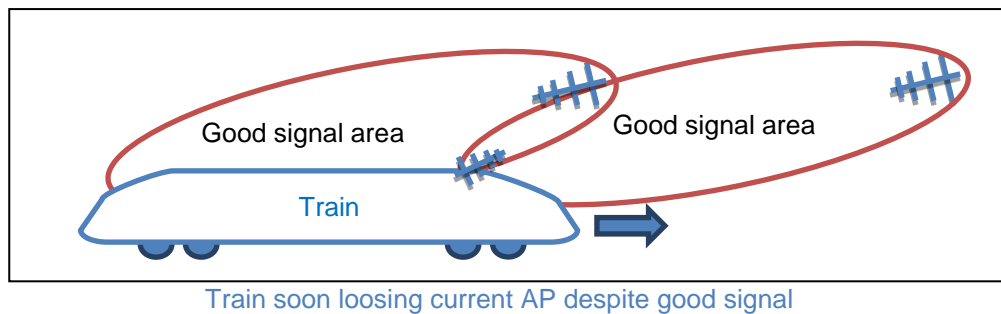 Good signal area
Good signal area
Train
Train soon loosing current AP despite good signal